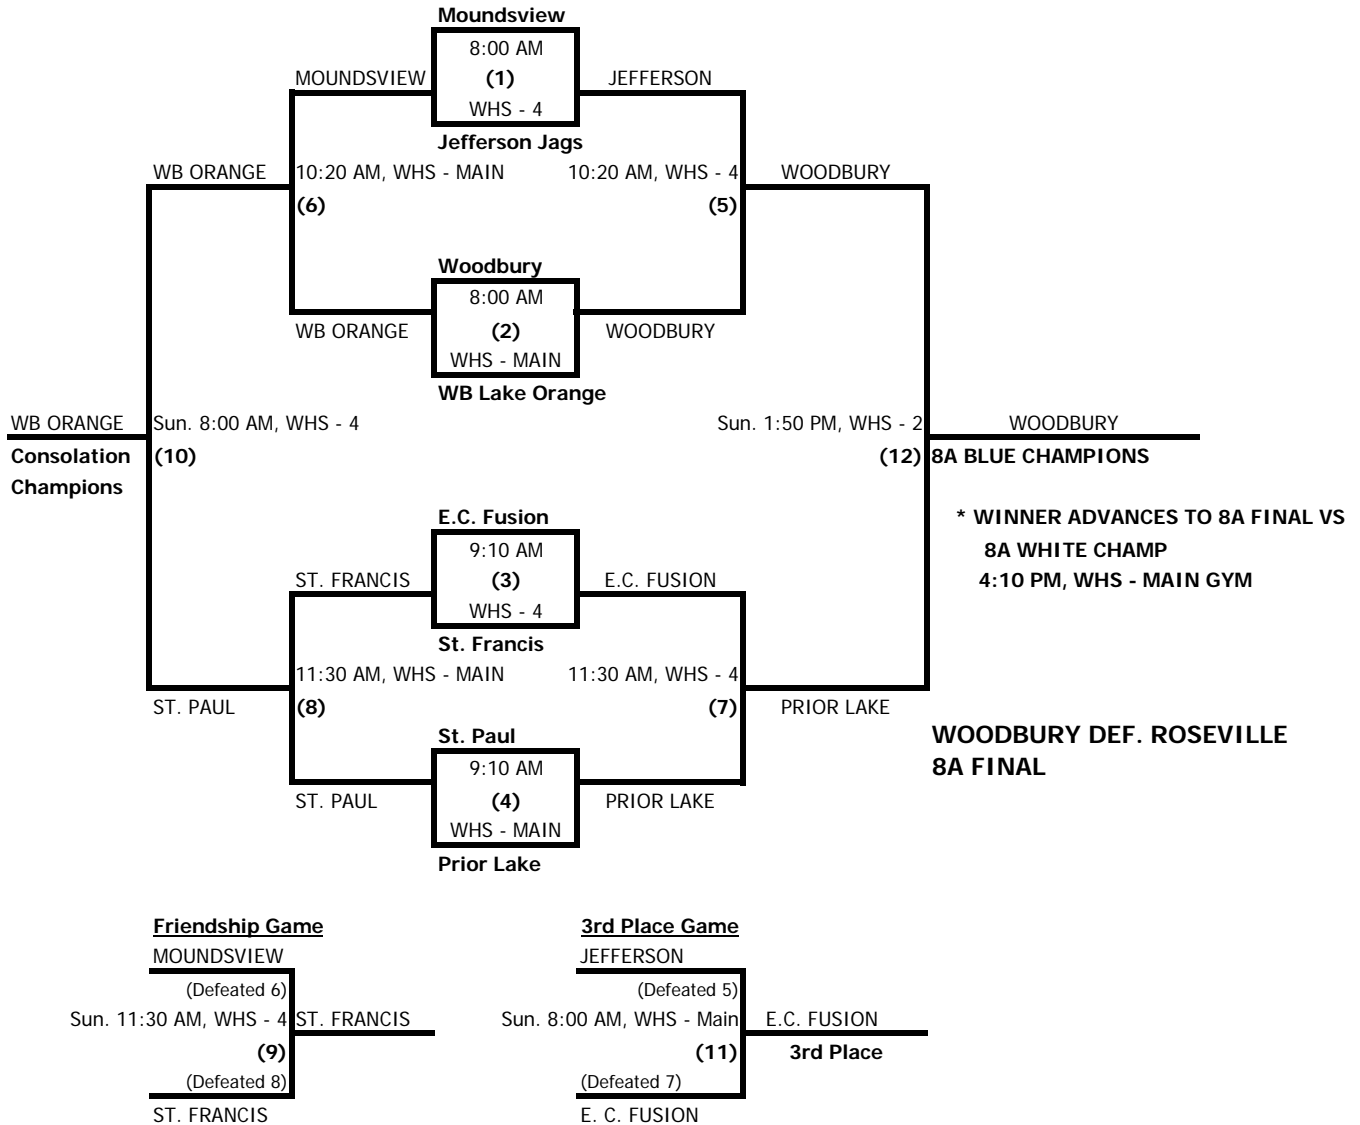 Moundsview
8:00 AM
MOUNDSVIEW (1) JEFFERSON
WHS - 4
Jefferson Jags
WB ORANGE 10:20 AM, WHS - MAIN 10:20 AM, WHS - 4 WOODBURY
(6) (5)
Woodbury
8:00 AM
WB ORANGE (2) WOODBURY
WHS - MAIN
WB Lake Orange
WB ORANGE Sun. 8:00 AM, WHS - 4 Sun. 1:50 PM, WHS - 2 WOODBURY
Consolation (10) (12) 8A BLUE CHAMPIONS
Champions
E.C. Fusion * WINNER ADVANCES TO 8A FINAL VS
9:10 AM 8A WHITE CHAMP
ST. FRANCIS (3) E.C. FUSION 4:10 PM, WHS - MAIN GYM
WHS - 4
St. Francis
11:30 AM, WHS - MAIN 11:30 AM, WHS - 4
ST. PAUL (8) (7) PRIOR LAKE
St. Paul WOODBURY DEF. ROSEVILLE
9:10 AM 8A FINAL
ST. PAUL (4) PRIOR LAKE
WHS - MAIN
Prior Lake
Friendship Game 3rd Place Game
MOUNDSVIEW JEFFERSON
(Defeated 6) (Defeated 5)
Sun. 11:30 AM, WHS - 4 ST. FRANCIS Sun. 8:00 AM, WHS - Main E.C. FUSION
(9) (11) 3rd Place
(Defeated 8) (Defeated 7)
ST. FRANCIS E. C. FUSION